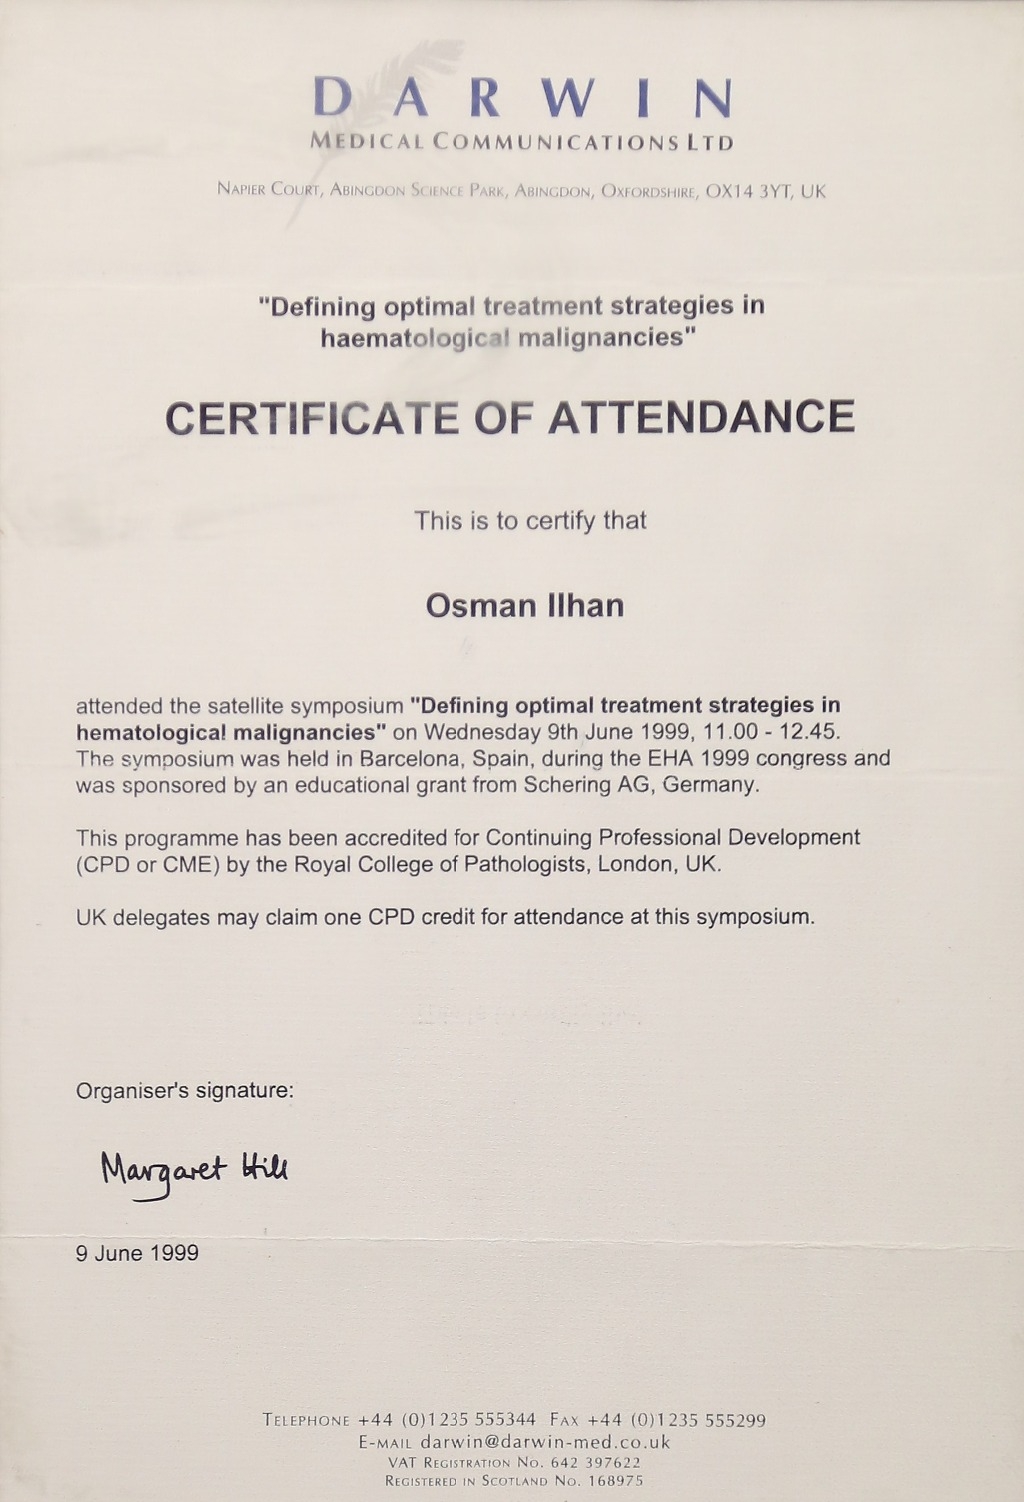 DARWIN
MEDICAL COMMUNICATIONS LTD
NAPIER COURT, ABINGDON SCIENCE PARK, ABINGDON, OXFORDSHIRE, OX14 3YT, UK
"Defining optimal treatment strategies in
haematological malignancies"
CERTIFICATE OF ATTENDANCE
This is to certify that
Osman Ilhan
attended the satellite symposium "Defining optimal treatment strategies in
hematological malignancies" on Wednesday 9th June 1999, 11.00 - 12.45.
The symposium was held in Barcelona, Spain, during the EHA 1999 congress and
was sponsored by an educational grant from Schering AG, Germany.
This programme has been accredited for Continuing Professional Development
(CPD or CME) by the Royal College of Pathologists, London, UK.
UK delegates may claim one CPD credit for attendance at this symposium.
Organiser's signature:
Margaret Hill
9 June 1999
TELEPHONE +44 (0)1235 555344 FAX +44 (0)1235 555299
E-MAIL darwin@darwin-med.co.uk
VAT REGISTRATION NO. 642 397622
REGISTERED IN SCOTLAND NO. 168975